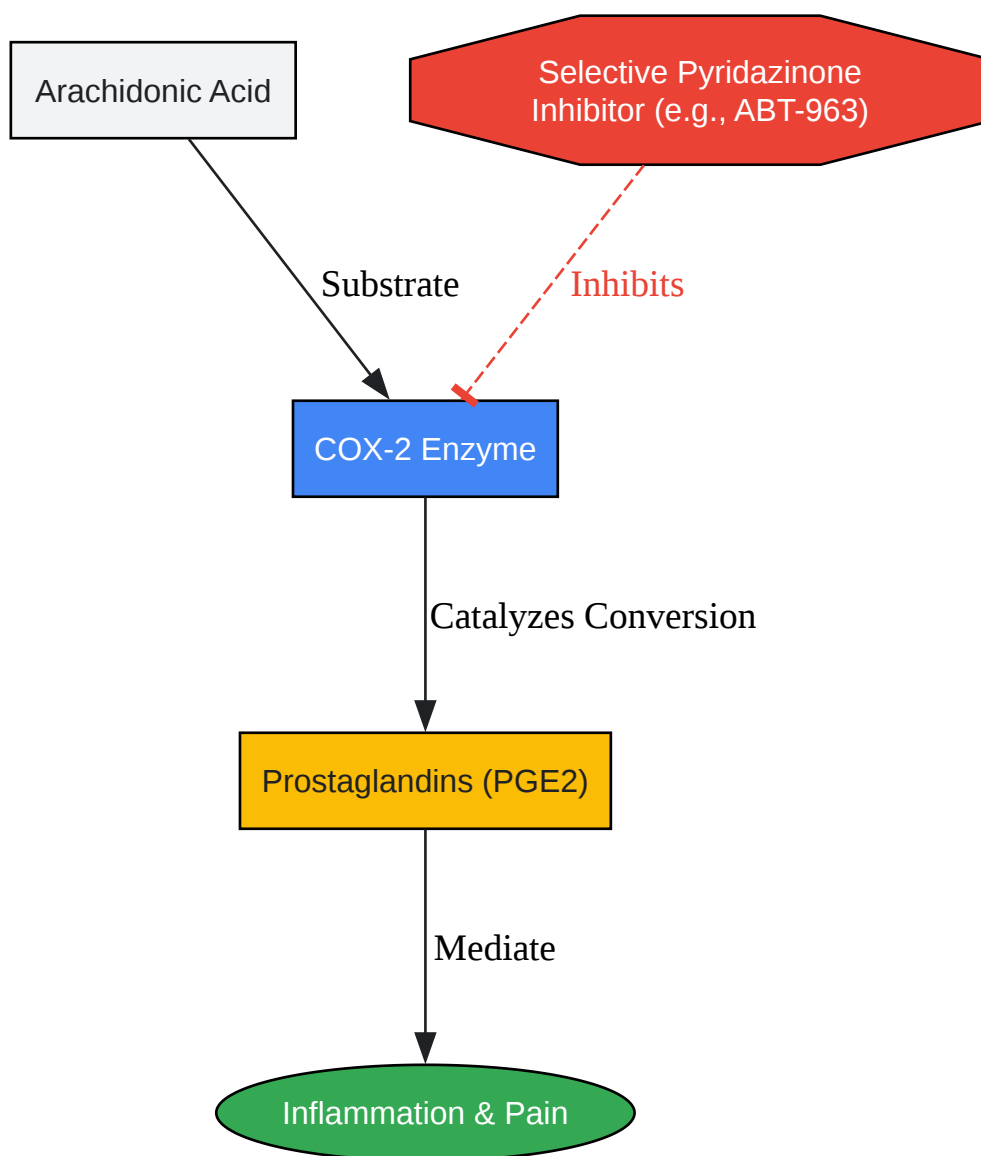 Arachidonic Acid
Selective Pyridazinone
Inhibitor (e.g., ABT-963)
Substrate
Inhibits
COX-2 Enzyme
Catalyzes Conversion
Prostaglandins (PGE2)
Mediate
Inflammation & Pain